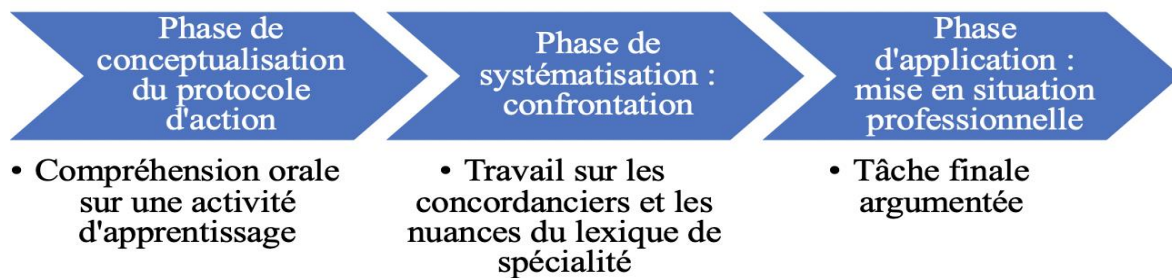 Phase de
conceptualisation
du protocole
d'action
• Compréhension orale
sur une activité
d'apprentissage
Phase de
systématisation :
confrontation
• Travail sur les
concordanciers et les
nuances du lexique de
spécialité
Phase
d'application :
mise en situation
professionnelle
• Tâche finale
argumentée